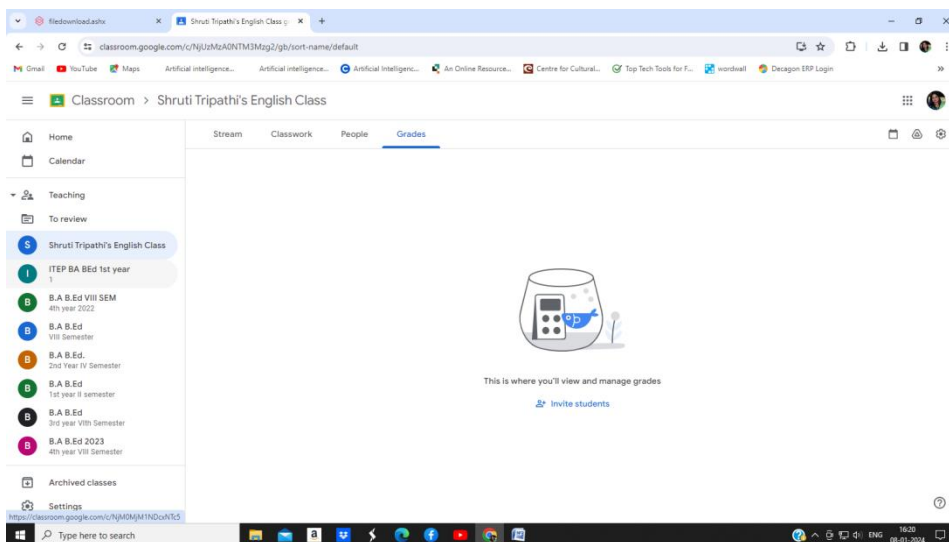 filedownload.ashx
Shruti Tripathi's English Class g
classroom.google.com/c/NjUzMzA0NTM3Mzg2/gb/sort-name/default
Gmail YouTube Maps Artificial intelligence... Artificial intelligence... Artificial Intelligenc... An Online Resource... Centre for Cultural... Top Tech Tools for F... wordwall Decagon ERP Login
Classroom > Shruti Tripathi's English Class
Stream Classwork People Grades
Home
Calendar
Teaching
To review
S Shruti Tripathi's English Class
I ITEP BA BEd 1st year
1
B B.A B.Ed VIII SEM
4th year 2022
B B.A B.Ed
VIII Semester
B B.A B.Ed.
2nd Year IV Semester
B B.A B.Ed
1st year II semester
B B.A B.Ed
3rd year VIth Semester
B B.A B.Ed 2023
4th year VIII Semester
Archived classes
Settings
This is where you'll view and manage grades
Invite students
https://classroom.google.com/c/NjM0MjM1NDcxNTc5
Type here to search
ENG
16:20
08-01-2024